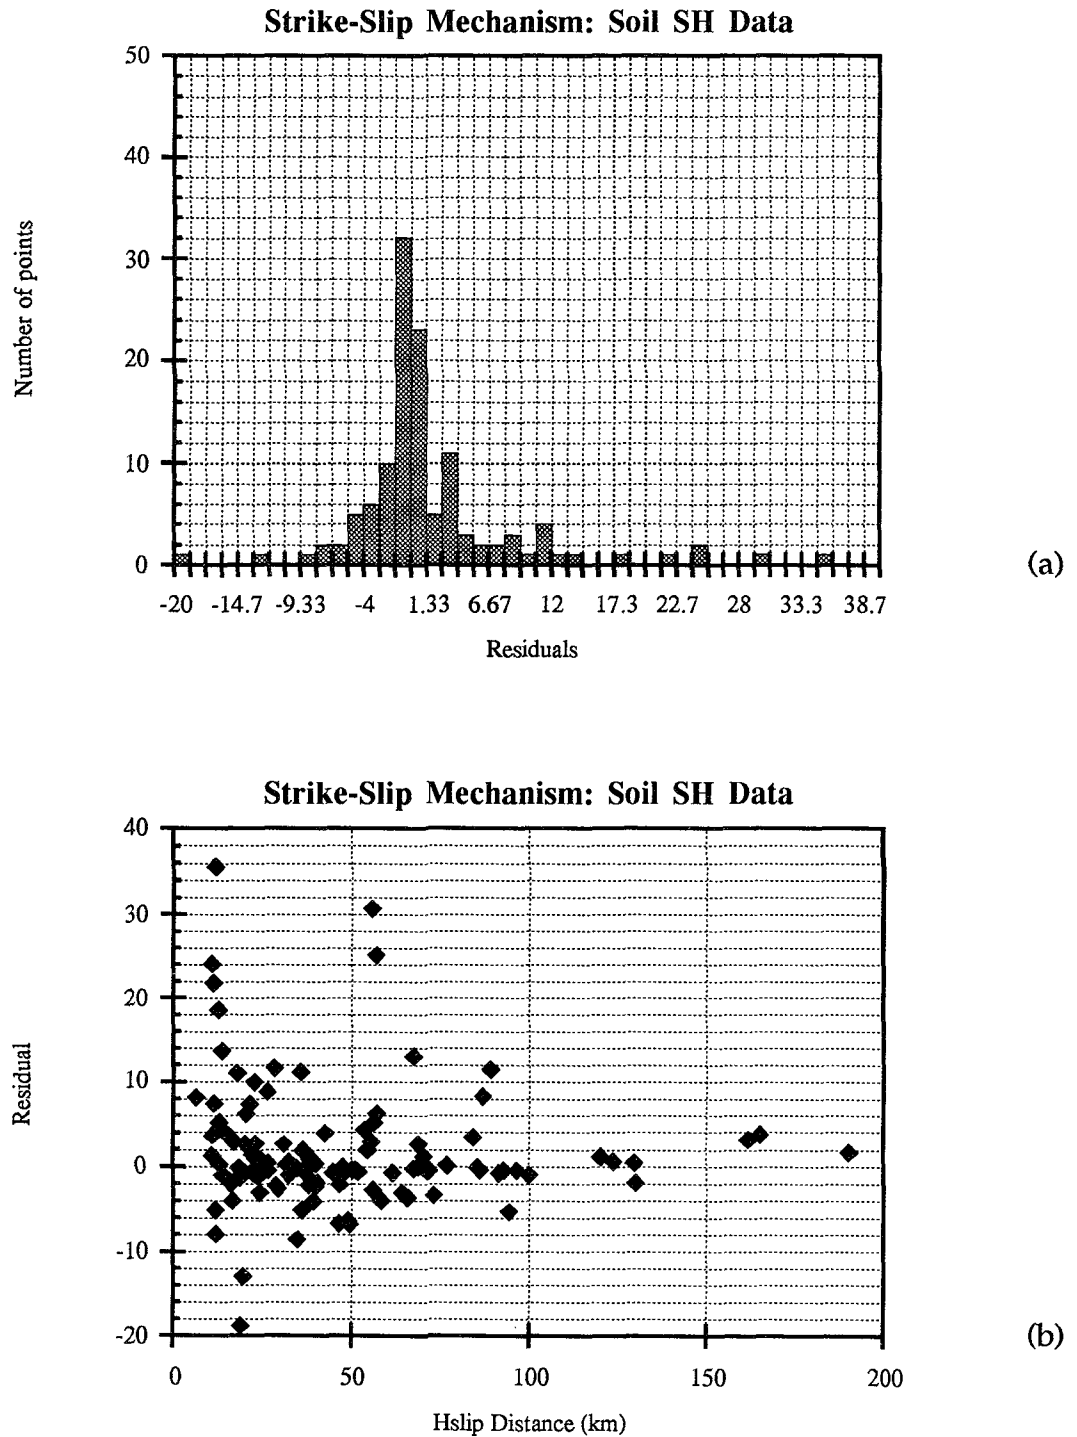 Strike-Slip Mechanism: Soil SH Data
50
40
30
20
10
0
Number of points
-20 -14.7 -9.33 -4 1.33 6.67 12 17.3 22.7 28 33.3 38.7
Residuals
(a)
Strike-Slip Mechanism: Soil SH Data
40
30
20
10
0
-10
-20
Residual
0 50 100 150 200
Hslip Distance (km)
(b)